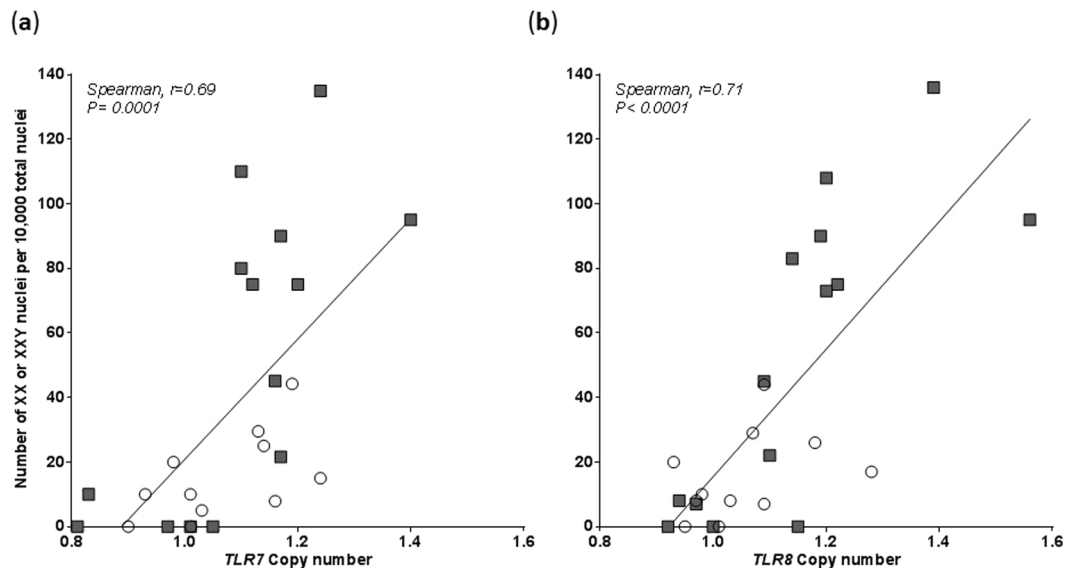 (a)
Spearman, r=0.69
P= 0.0001
Number of XX or XXY nuclei per 10,000 total nuclei
140
120
100
80
60
40
20
0
0.8 1.0 1.2 1.4 1.6
TLR7 Copy number
(b)
Spearman, r=0.71
P< 0.0001
140
120
100
80
60
40
20
0
0.8 1.0 1.2 1.4 1.6
TLR8 Copy number